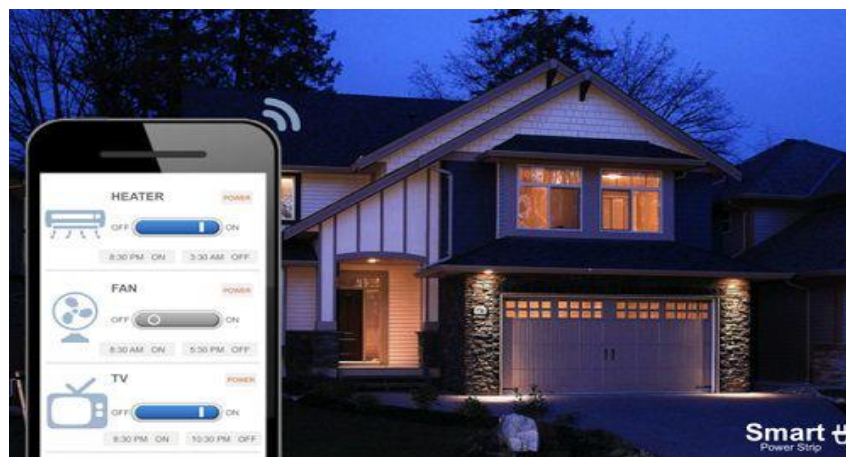 HEATER POWER
OFF ON
8:30 PM ON 5:30 AM OFF
FAN POWER
OFF ON
8:30 AM ON 5:30 PM OFF
TV POWER
OFF ON
8:30 PM ON 10:30 PM OFF
Smart
Power Strip